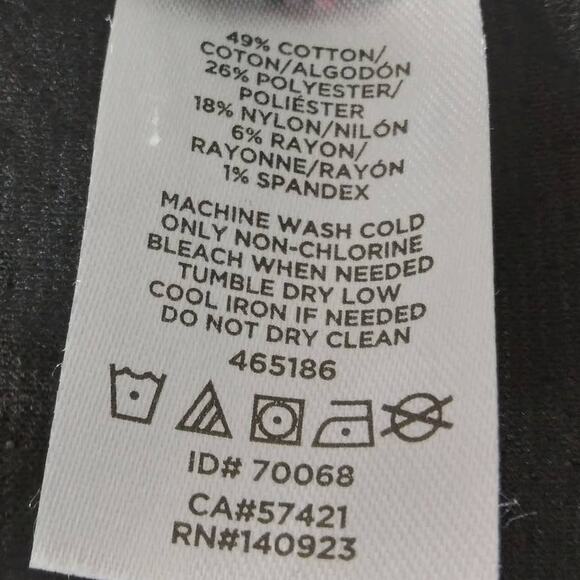 49% COTTON/
COTON/ALGODÓN
26% POLYESTER/
POLIÉSTER
18% NYLON/NILÓN
6% RAYON/
RAYONNE/RAYÓN
1% SPANDEX
MACHINE WASH COLD
ONLY NON-CHLORINE
BLEACH WHEN NEEDED
TUMBLE DRY LOW
COOL IRON IF NEEDED
DO NOT DRY CLEAN
465186
ID# 70068
CA#57421
RN#140923